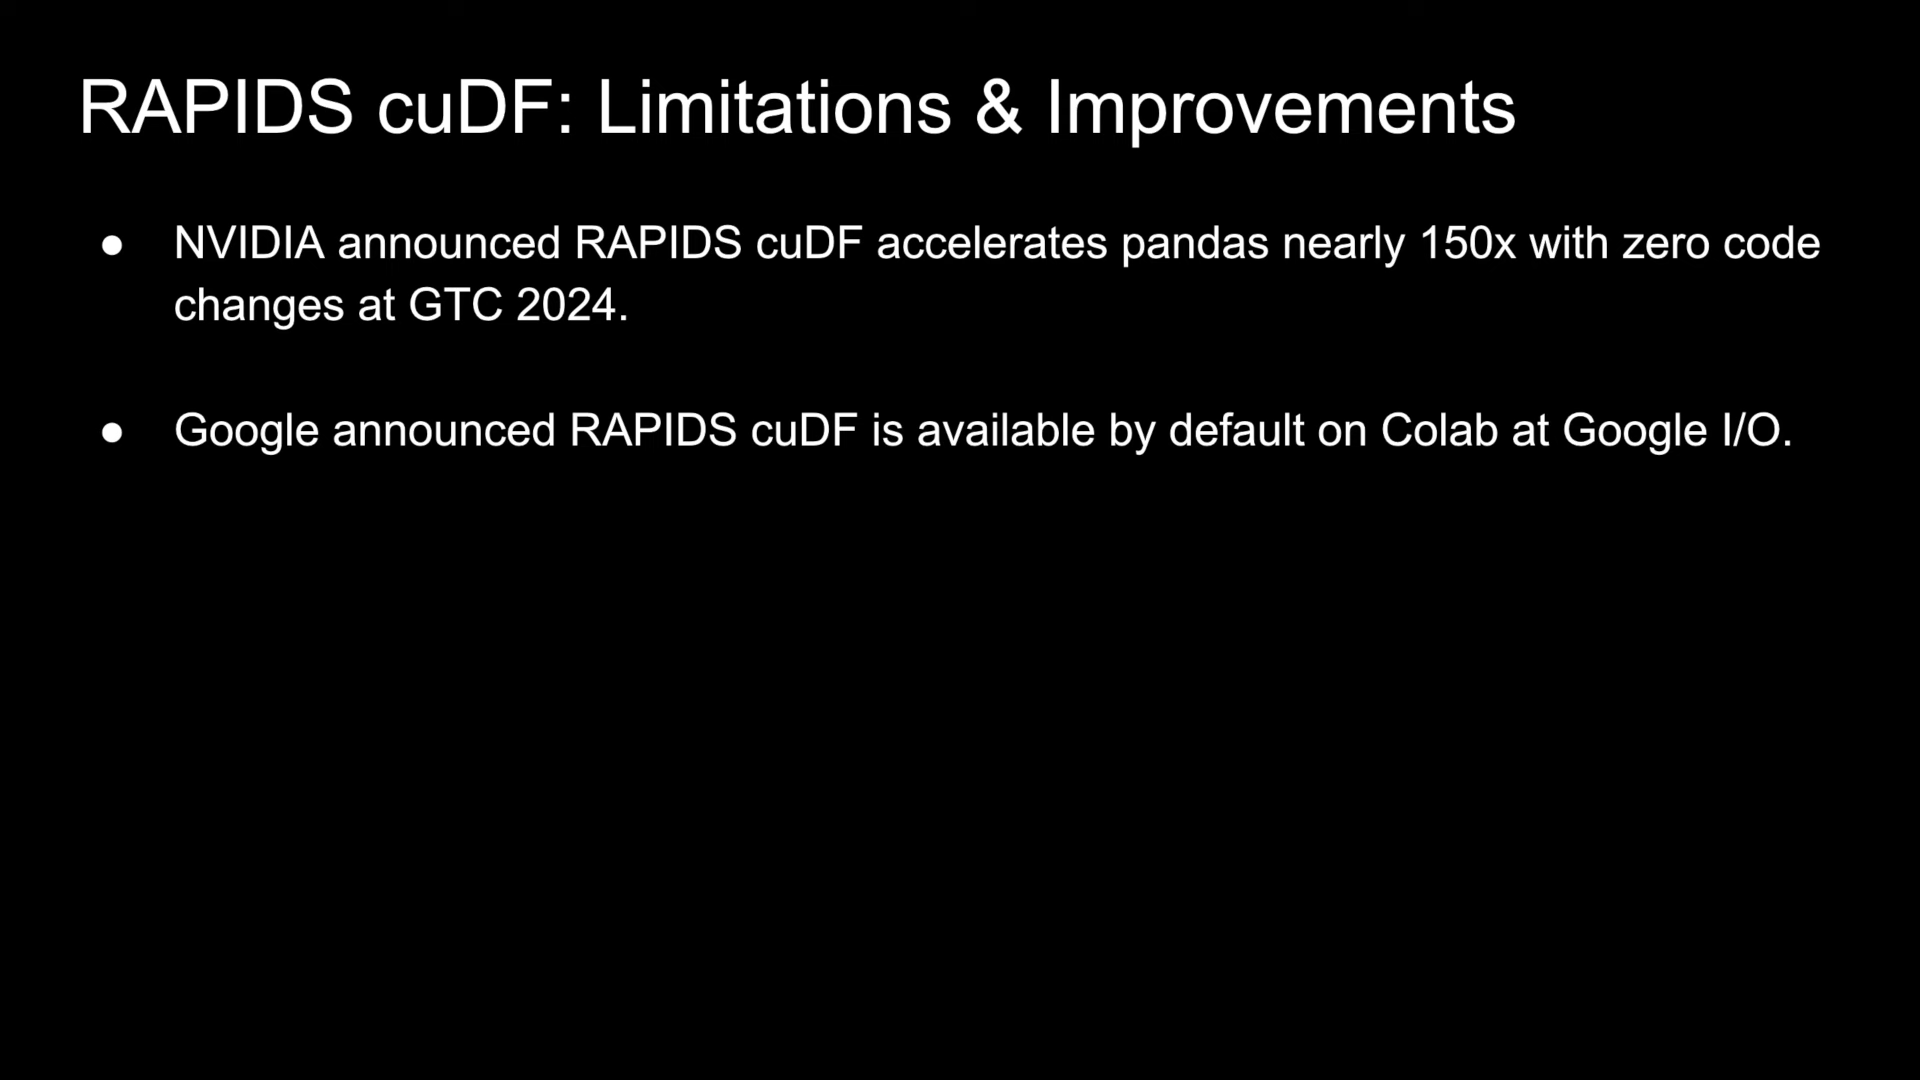 RAPIDS cuDF: Limitations & Improvements
● NVIDIA announced RAPIDS cuDF accelerates pandas nearly 150x with zero code
changes at GTC 2024.
● Google announced RAPIDS cuDF is available by default on Colab at Google I/O.